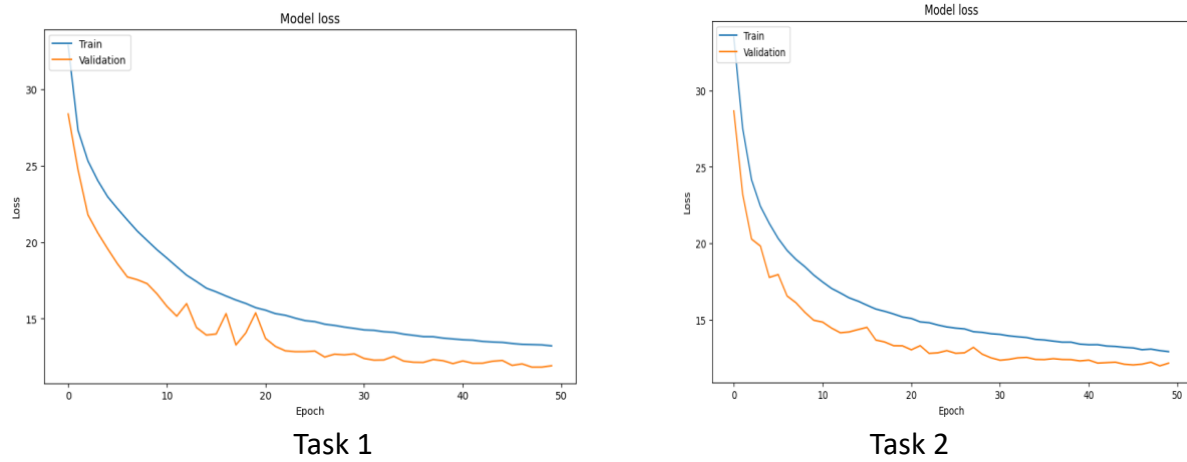 Model loss
Train
Validation
30
25
20
15
Loss
0 10 20 30 40 50
Epoch
Task 1
Model loss
Train
Validation
30
25
20
15
Loss
0 10 20 30 40 50
Epoch
Task 2